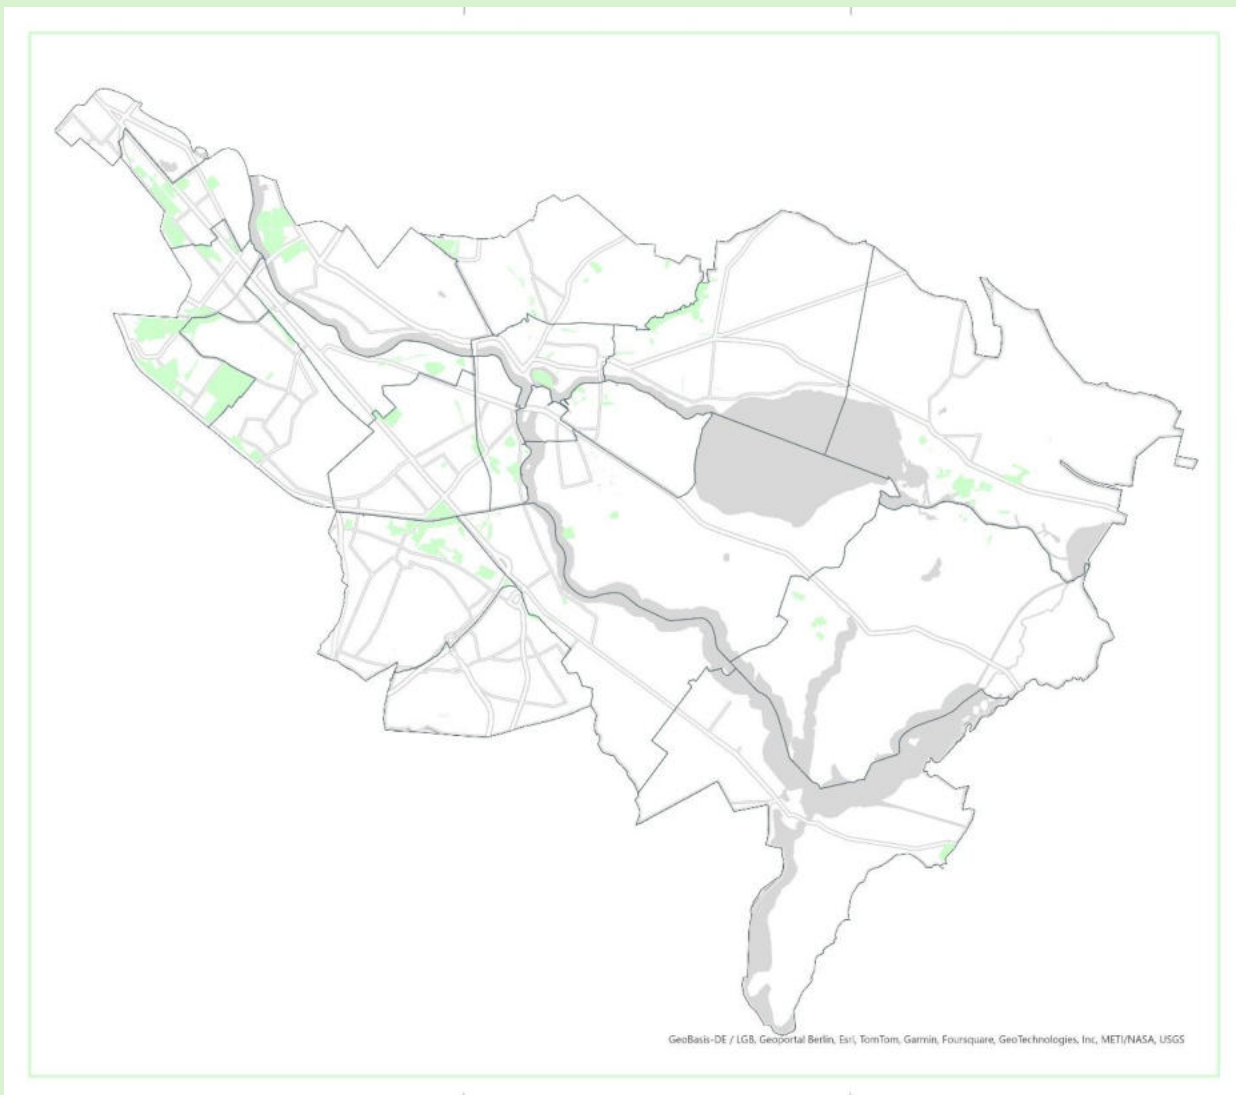 GeoBasis-DE / LGB, Geoportal Berlin, Esri, TomTom, Garmin, Foursquare, GeoTechnologies, Inc, METI/NASA, USGS